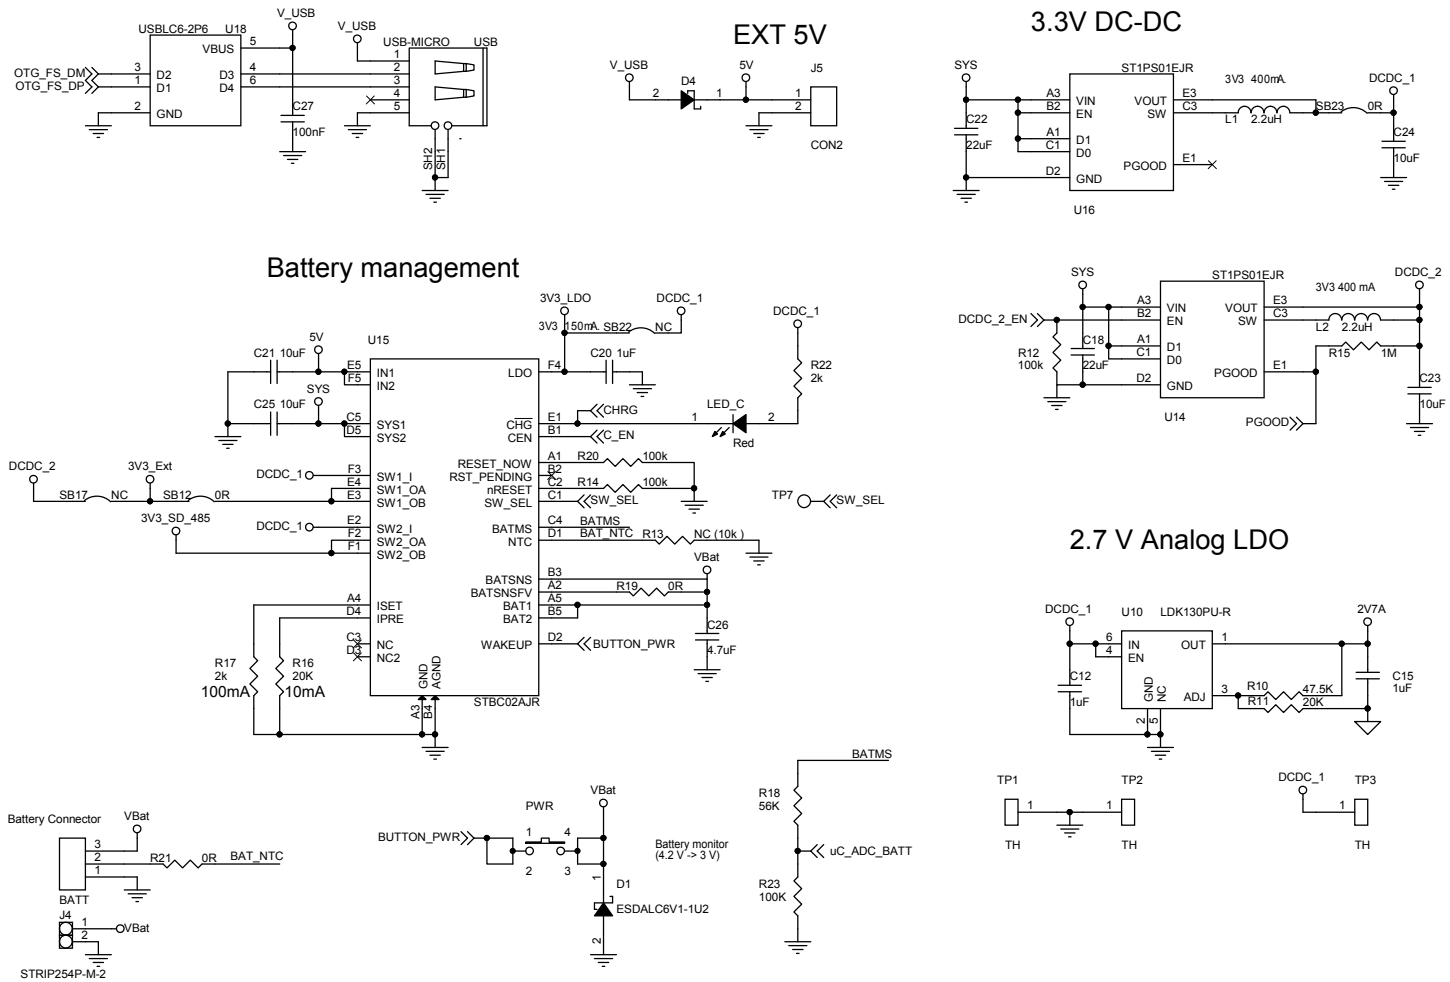 USBLC6-2P6 U18
V_USB
VBUS 5
OTG_FS_DM 3 D2 D3 4
OTG_FS_DP 1 D1 D4 6
2 GND
C27
100nF
V_USB
USB-MICRO USB
1
2
3
4
5
SH2
SH1
EXT 5V
V_USB
2 D4 1
5V
J5
1
2
CON2
3.3V DC-DC
SYS
ST1PS01EJR
3V3 400mA.
DCDC_1
A3 VIN VOUT E3
B2 EN SW C3
L1 2.2uH
SB23 0R
C22
22uF
A1 D1
C1 D0
PGOOD E1
D2 GND
U16
C24
10uF
SYS
ST1PS01EJR
3V3 400 mA
DCDC_2
DCDC_2_EN
A3 VIN VOUT E3
B2 EN SW C3
L2 2.2uH
R12
100k
C18
22uF
A1 D1
C1 D0
R15 1M
PGOOD E1
D2 GND
U14
PGOOD
C23
10uF
Battery management
U15
5V
C21 10uF
E5 IN1
F5 IN2
SYS
C25 10uF
C5 SYS1
D5 SYS2
DCDC_2
3V3_Ext
SB17 NC
SB12 0R
DCDC_1 F3 SW1_I
E4 SW1_OA
E3 SW1_OB
3V3_SD_485
DCDC_1 E2 SW2_I
F2 SW2_OA
F1 SW2_OB
A4 ISET
D4 IPRE
C3 NC
D3 NC2
R17
2k
100mA
R16
20K
10mA
GND
AGND
A3
B4
STBC02AJR
3V3_LDO
DCDC_1
3V3 150mA. SB22 NC
LDO F4
C20 1uF
DCDC_1
R22
2k
CHG E1
CHRG
LED_C
1 2
Red
CEN B1 C_EN
RESET_NOW A1 R20 100k
RST_PENDING B2
nRESET C2 R14 100k
SW_SEL C1 SW_SEL
TP7 SW_SEL
BATMS C4 BATMS
NTC D1 BAT_NTC R13 NC (10k )
VBat
BATSNS B3
BATSNSFV A2 R19 0R
BAT1 A5
BAT2 B5
C26
4.7uF
WAKEUP D2 BUTTON_PWR
2.7 V Analog LDO
DCDC_1
U10 LDK130PU-R
2V7A
6 IN OUT 1
4 EN
C12
1uF
GND
NC
2
5
ADJ 3
R10 47.5K
R11 20K
C15
1uF
TP1
1
TH
TP2
1
TH
DCDC_1
TP3
1
TH
Battery Connector
VBat
3
2
1
R21 0R BAT_NTC
BATT
J4
1 VBat
2
STRIP254P-M-2
PWR
BUTTON_PWR
1 4
2 3
VBat
1
D1
ESDALC6V1-1U2
2
Battery monitor
(4.2 V -> 3 V)
BATMS
R18
56K
uC_ADC_BATT
R23
100K